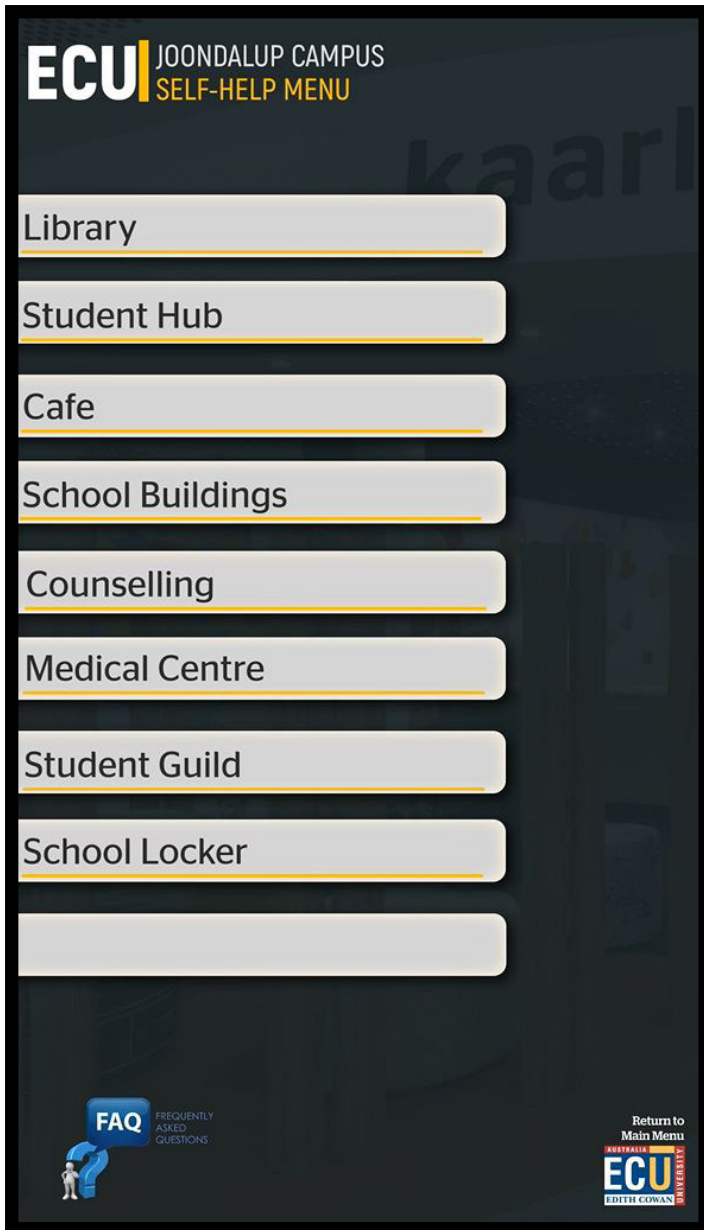 ECU JOONDALUP CAMPUS
SELF-HELP MENU
kaarl
Library
Student Hub
Cafe
School Buildings
Counselling
Medical Centre
Student Guild
School Locker
FAQ FREQUENTLY
ASKED
QUESTIONS
?
Return to
Main Menu
AUSTRALIA
ECU
EDITH COWAN
UNIVERSITY